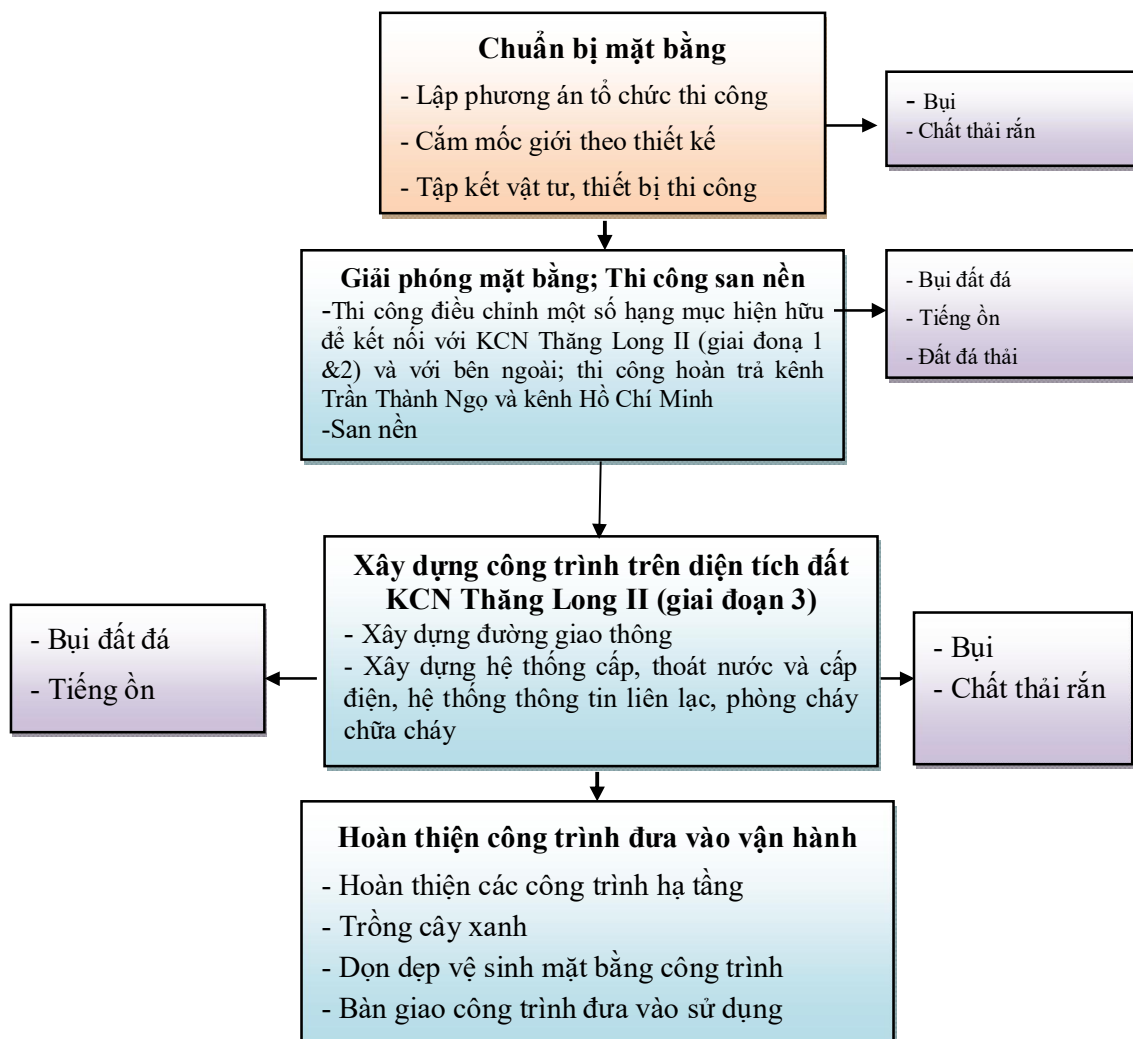 Chuẩn bị mặt bằng
- Lập phương án tổ chức thi công
- Cắm mốc giới theo thiết kế
- Tập kết vật tư, thiết bị thi công
- Bụi
- Chất thải rắn
Giải phóng mặt bằng; Thi công san nền
-Thi công điều chỉnh một số hạng mục hiện hữu
để kết nối với KCN Thăng Long II (giai đonạ 1
&2) và với bên ngoài; thi công hoàn trả kênh
Trần Thành Ngọ và kênh Hồ Chí Minh
-San nền
- Bụi đất đá
- Tiếng ồn
- Đất đá thải
Xây dựng công trình trên diện tích đất
KCN Thăng Long II (giai đoạn 3)
- Xây dựng đường giao thông
- Xây dựng hệ thống cấp, thoát nước và cấp
điện, hệ thống thông tin liên lạc, phòng cháy
chữa cháy
- Bụi đất đá
- Tiếng ồn
- Bụi
- Chất thải rắn
Hoàn thiện công trình đưa vào vận hành
- Hoàn thiện các công trình hạ tầng
- Trồng cây xanh
- Dọn dẹp vệ sinh mặt bằng công trình
- Bàn giao công trình đưa vào sử dụng